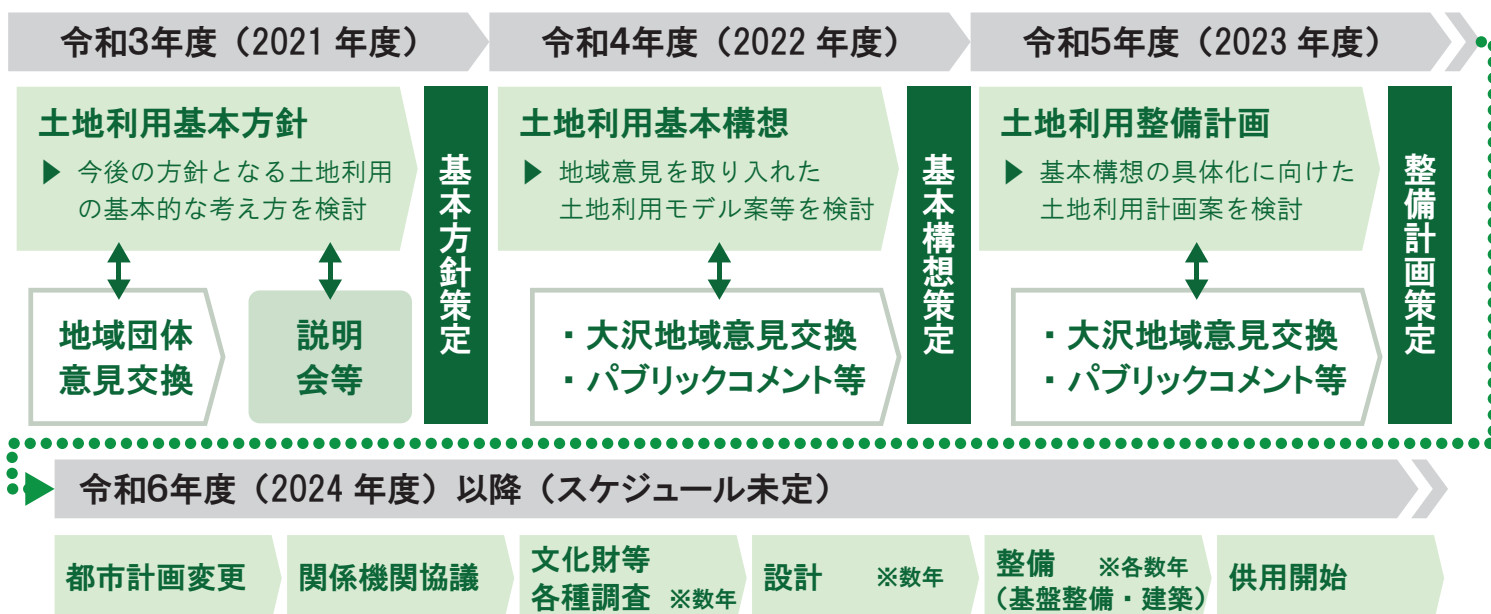 令和3年度（2021 年度）
令和4年度（2022 年度）
令和5年度（2023 年度）
土地利用基本方針
▶ 今後の方針となる土地利用
の基本的な考え方を検討
地域団体
意見交換
説明
会等
基本方針策定
土地利用基本構想
▶ 地域意見を取り入れた
土地利用モデル案等を検討
・大沢地域意見交換
・パブリックコメント等
基本構想策定
土地利用整備計画
▶ 基本構想の具体化に向けた
土地利用計画案を検討
・大沢地域意見交換
・パブリックコメント等
整備計画策定
令和6年度（2024 年度）以降（スケジュール未定）
都市計画変更
関係機関協議
文化財等
各種調査 ※数年
設計 ※数年
整備 ※各数年
（基盤整備・建築）
供用開始